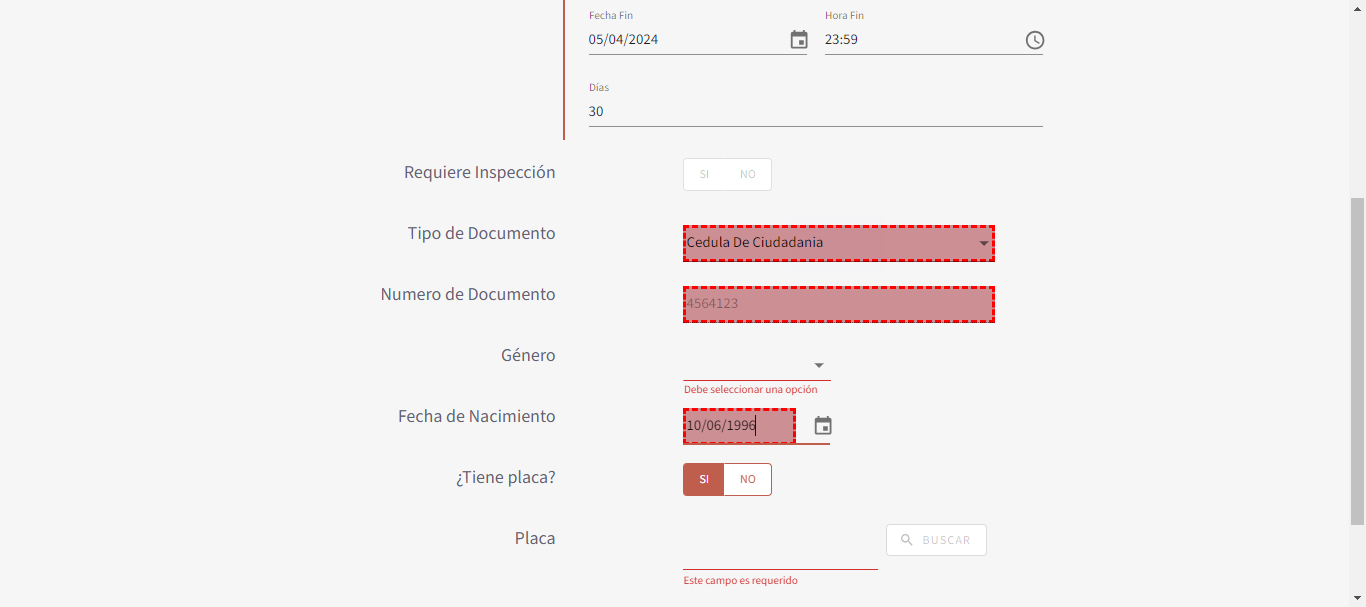 Fecha Fin Hora Fin
05/04/2024 23:59
Días
30
Requiere Inspección SI NO
Tipo de Documento Cedula De Ciudadania
Numero de Documento 4564123
Género
Debe seleccionar una opción
Fecha de Nacimiento 10/06/1996
¿Tiene placa? SI NO
Placa BUSCAR
Este campo es requerido